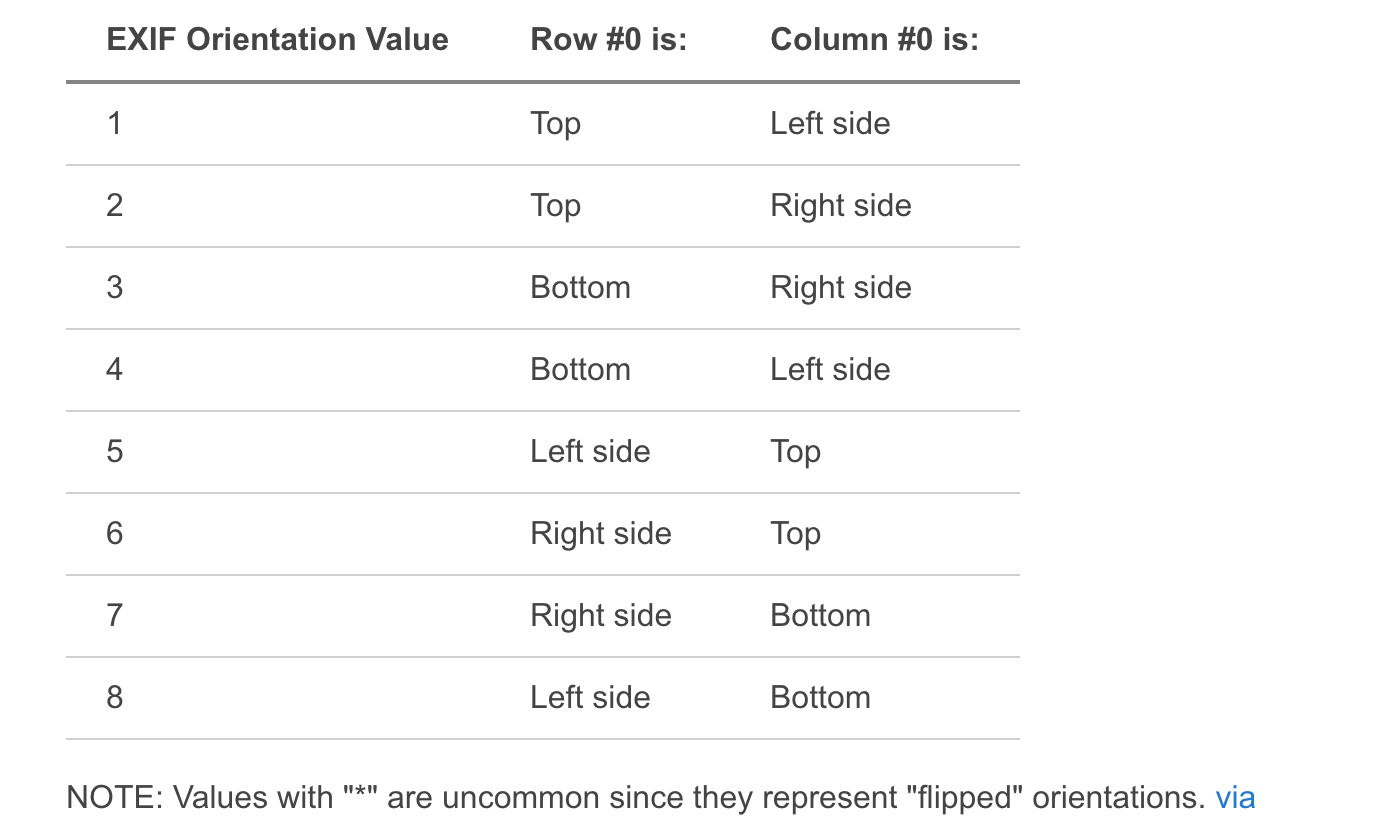 EXIF Orientation Value Row #0 is: Column #0 is:
1 Top Left side
2 Top Right side
3 Bottom Right side
4 Bottom Left side
5 Left side Top
6 Right side Top
7 Right side Bottom
8 Left side Bottom
NOTE: Values with "*" are uncommon since they represent "flipped" orientations. via